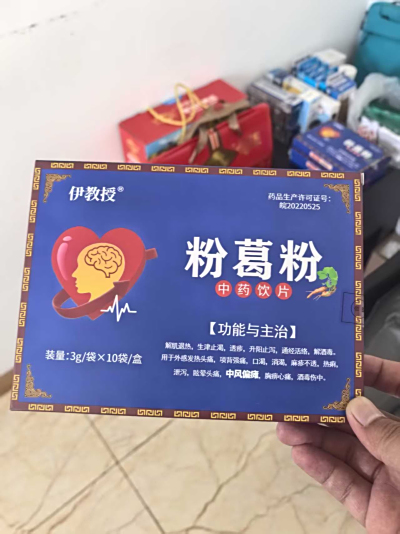 伊教授®
药品生产许可证号:
皖20220525
粉葛粉
中药饮片
【功能与主治】
解肌退热、生津止渴、透疹、升阳止泻、通经活络、解酒毒。
用于外感发热头痛，项背强痛，口渴，消渴，麻疹不透，热痢，
泄泻，眩晕头痛，中风偏瘫，胸痹心痛，酒毒伤中。
装量:3g/袋×10袋/盒